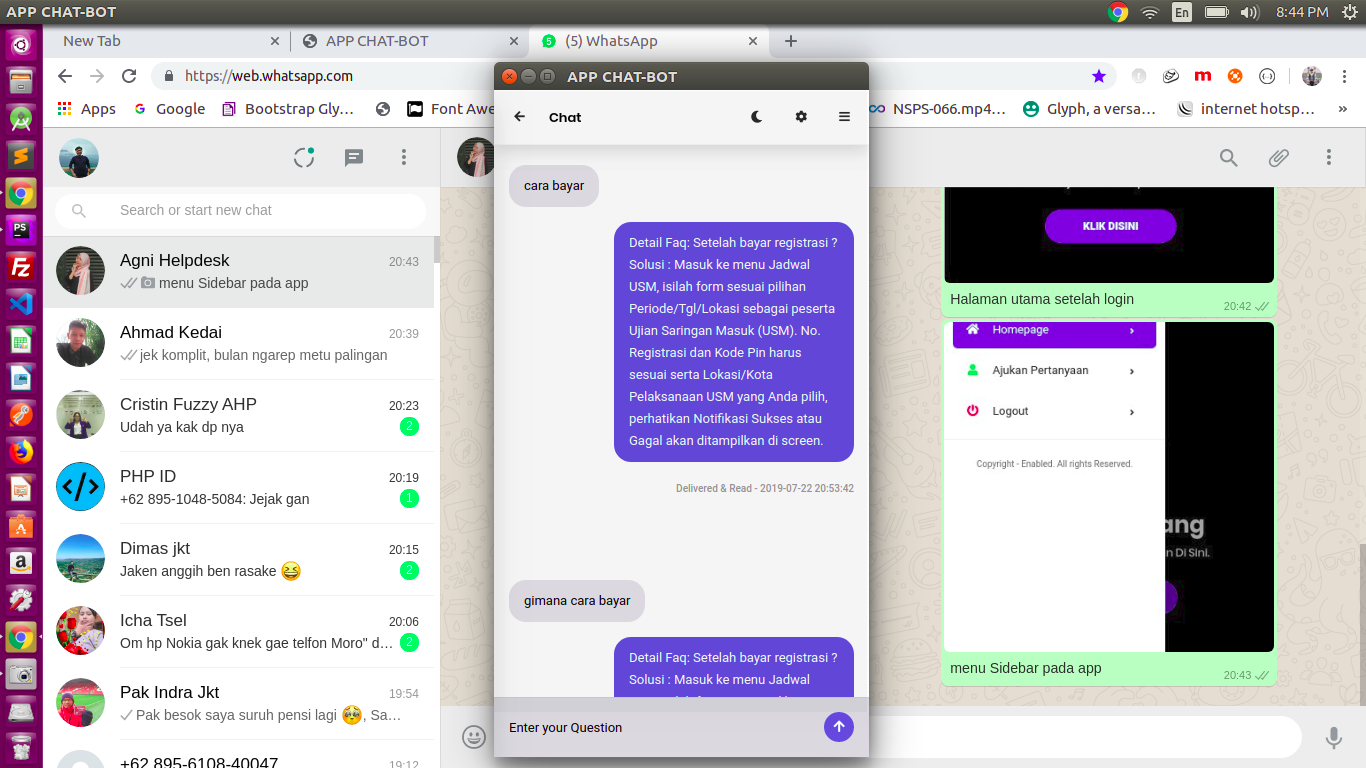 APP CHAT-BOT
En
8:44 PM
New Tab
APP CHAT-BOT
5
(5) WhatsApp
https://web.whatsapp.com
Apps
Google
Bootstrap Gly…
Font Awe
NSPS-066.mp4…
Glyph, a versa…
internet hotsp…
»
Search or start new chat
Agni Helpdesk
20:43
menu Sidebar pada app
Ahmad Kedai
20:39
jek komplit, bulan ngarep metu palingan
Cristin Fuzzy AHP
20:23
Udah ya kak dp nya
2
PHP ID
20:19
+62 895-1048-5084: Jejak gan
1
Dimas jkt
20:15
Jaken anggih ben rasake
2
Icha Tsel
20:06
Om hp Nokia gak knek gae telfon Moro" d…
2
Pak Indra Jkt
19:54
Pak besok saya suruh pensi lagi , Sa…
+62 895-6108-40047
19:12
APP CHAT-BOT
Chat
cara bayar
Detail Faq: Setelah bayar registrasi ?
Solusi : Masuk ke menu Jadwal
USM, isilah form sesuai pilihan
Periode/Tgl/Lokasi sebagai peserta
Ujian Saringan Masuk (USM). No.
Registrasi dan Kode Pin harus
sesuai serta Lokasi/Kota
Pelaksanaan USM yang Anda pilih,
perhatikan Notifikasi Sukses atau
Gagal akan ditampilkan di screen.
Delivered & Read - 2019-07-22 20:53:42
gimana cara bayar
Detail Faq: Setelah bayar registrasi ?
Solusi : Masuk ke menu Jadwal
Enter your Question
KLIK DISINI
Halaman utama setelah login
20:42
Homepage
Ajukan Pertanyaan
Logout
Copyright - Enabled. All rights Reserved.
ang
n Di Sini.
menu Sidebar pada app
20:43